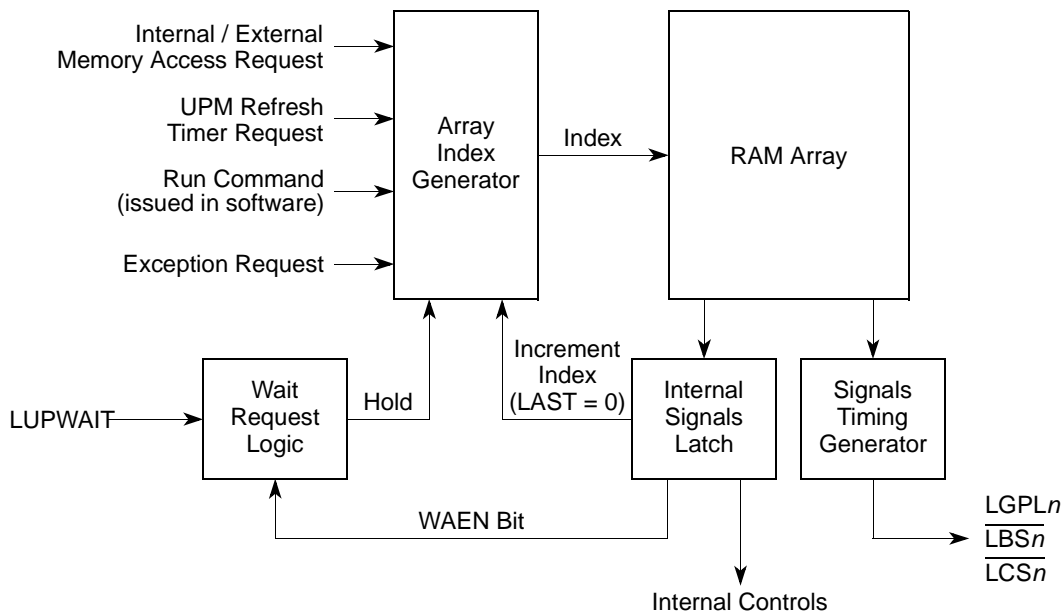 Internal / External
Memory Access Request
UPM Refresh
Timer Request
Run Command
(issued in software)
Exception Request
Array
Index
Generator
Index
RAM Array
Increment
Index
(LAST = 0)
LUPWAIT
Wait
Request
Logic
Hold
Internal
Signals
Latch
Signals
Timing
Generator
WAEN Bit
LGPLn
LBSn
LCSn
Internal Controls